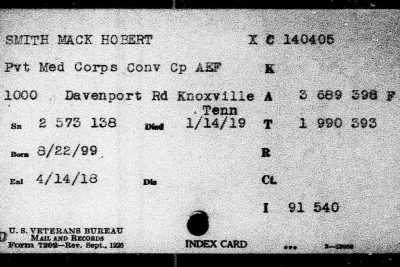 SMITH MACK HOBERT X C 140405
Pvt Med Corps Conv Cp AEF K
1000 Davenport Rd Knoxville A 3 689 398 F
Tenn
Sn 2 573 138 Died 1/14/19 T 1 990 393
Born 8/22/99 R
Enl 4/14/18 Dis Ct.
I 91 540
U. S. VETERANS BUREAU
MAIL AND RECORDS
Form 7202—Rev. Sept., 1926 INDEX CARD